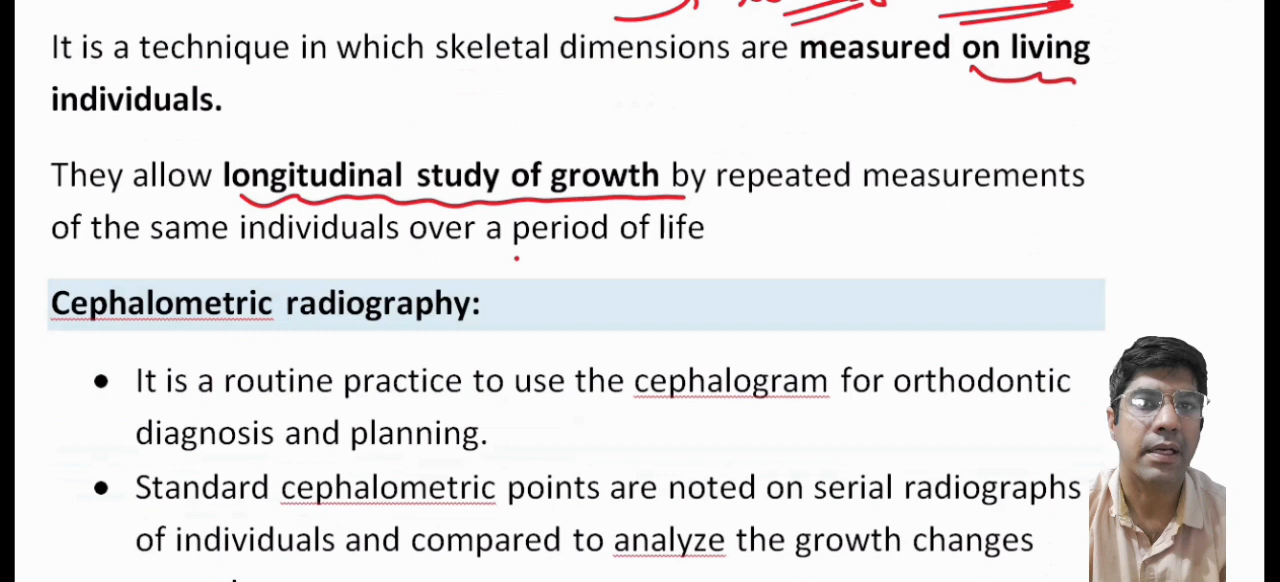 It is a technique in which skeletal dimensions are measured on living
individuals.
They allow longitudinal study of growth by repeated measurements
of the same individuals over a period of life
Cephalometric radiography:
• It is a routine practice to use the cephalogram for orthodontic
diagnosis and planning.
• Standard cephalometric points are noted on serial radiographs
of individuals and compared to analyze the growth changes